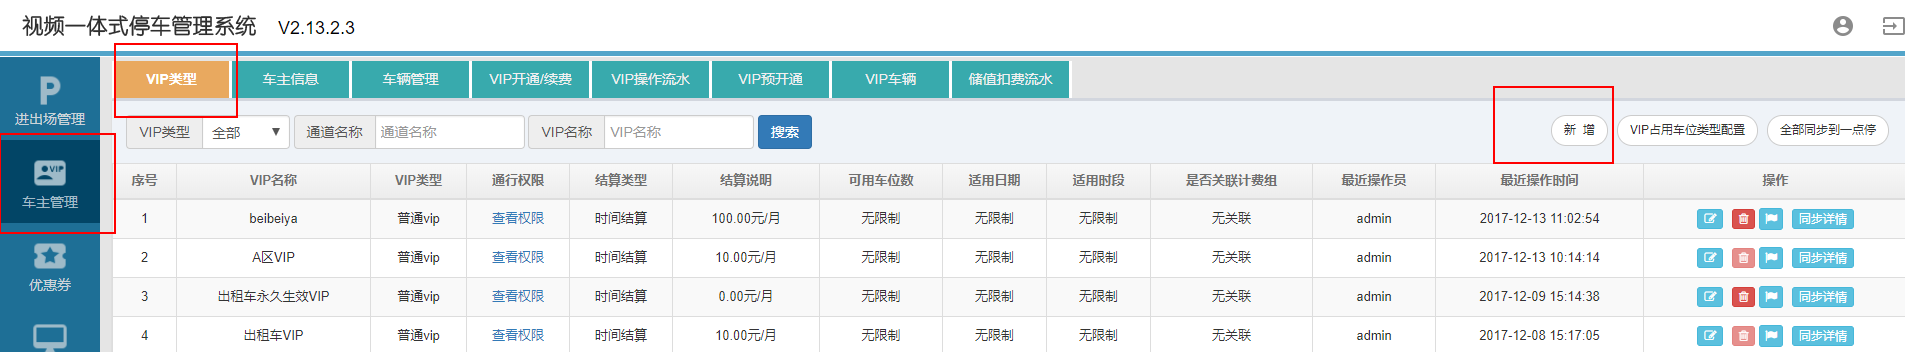 视频一体式停车管理系统 V2.13.2.3
进出场管理
车主管理
优惠券
VIP类型 车主信息 车辆管理 VIP开通/续费 VIP操作流水 VIP预开通 VIP车辆 储值扣费流水
VIP类型 全部 通道名称 通道名称 VIP名称 VIP名称 搜索 新 增 VIP占用车位类型配置 全部同步到一点停
序号 VIP名称 VIP类型 通行权限 结算类型 结算说明 可用车位数 适用日期 适用时段 是否关联计费组 最近操作员 最近操作时间 操作
1 beibeiya 普通vip 查看权限 时间结算 100.00元/月 无限制 无限制 无限制 无关联 admin 2017-12-13 11:02:54 同步详情
2 A区VIP 普通vip 查看权限 时间结算 10.00元/月 无限制 无限制 无限制 无关联 admin 2017-12-13 10:14:14 同步详情
3 出租车永久生效VIP 普通vip 查看权限 时间结算 0.00元/月 无限制 无限制 无限制 无关联 admin 2017-12-09 15:14:38 同步详情
4 出租车VIP 普通vip 查看权限 时间结算 10.00元/月 无限制 无限制 无限制 无关联 admin 2017-12-08 15:17:05 同步详情